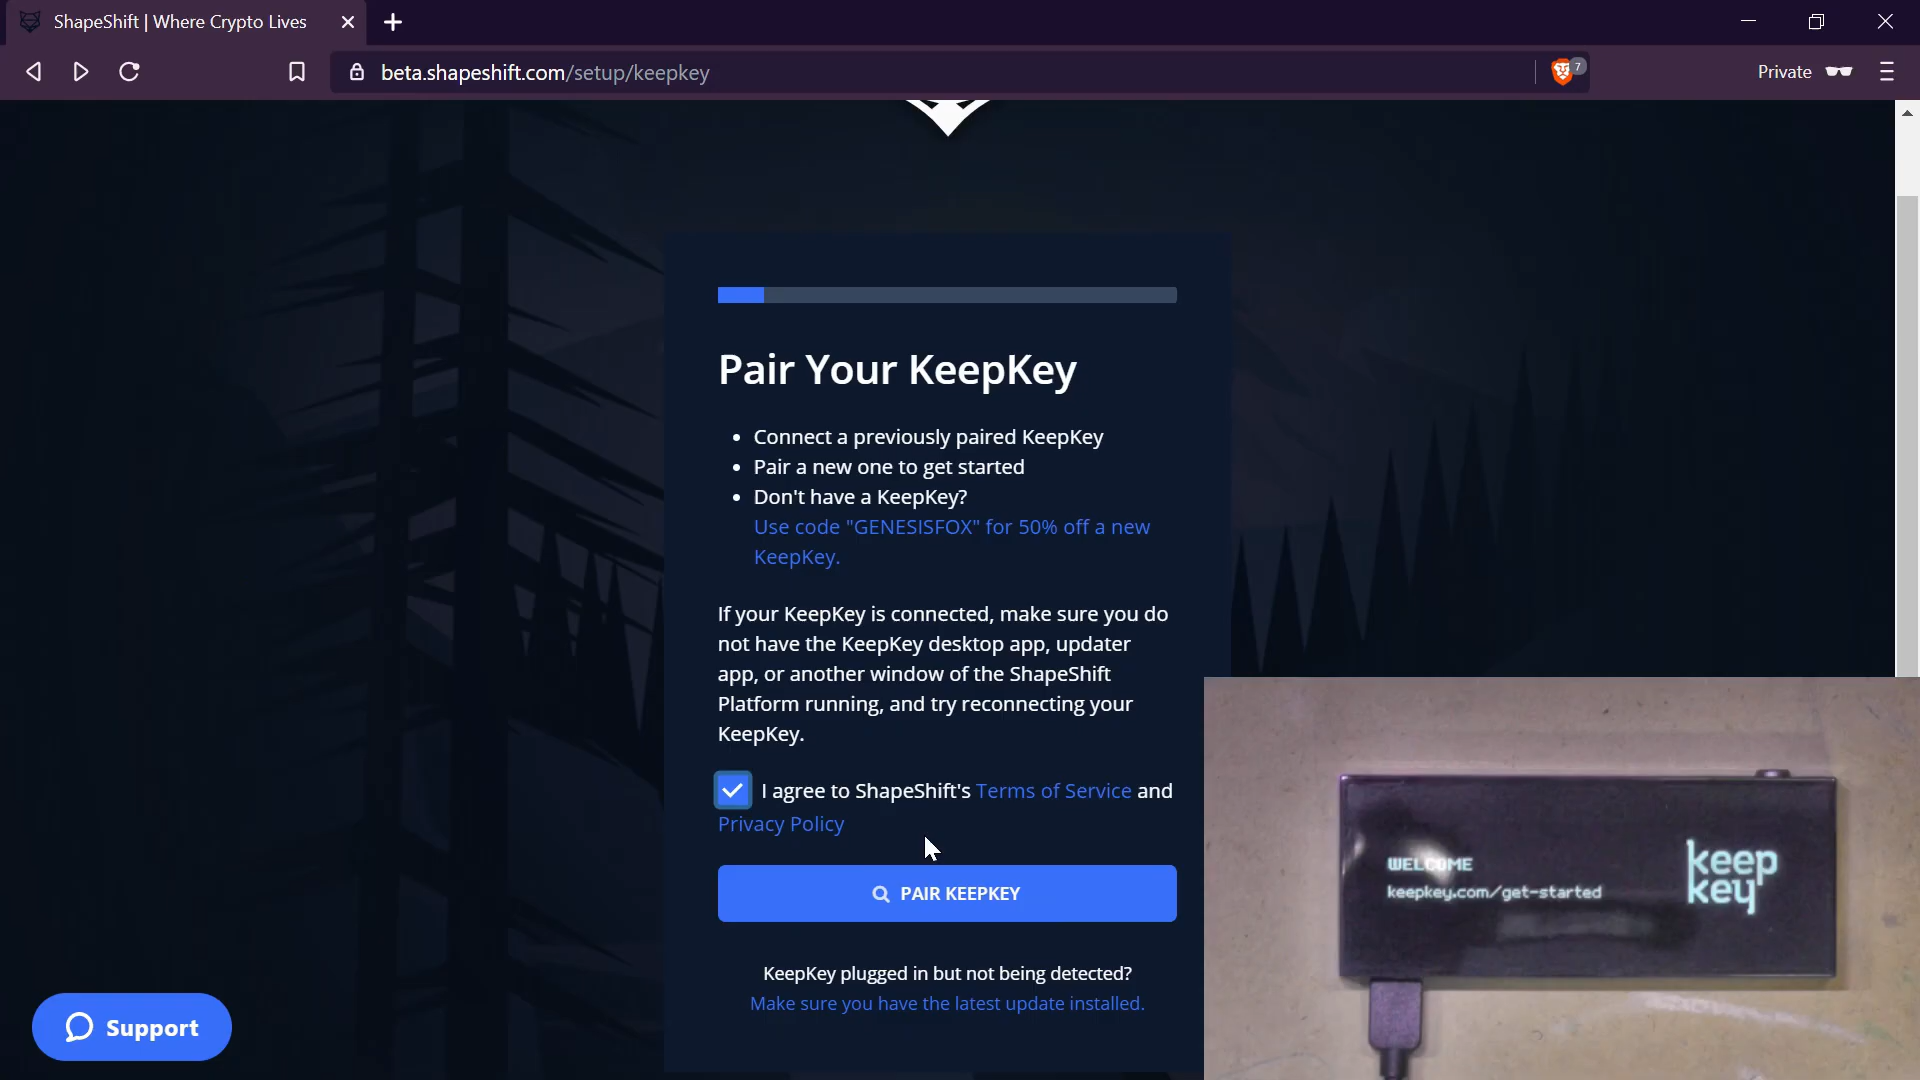 ShapeShift | Where Crypto Lives
beta.shapeshift.com/setup/keepkey
7
Private
Pair Your KeepKey
• Connect a previously paired KeepKey
• Pair a new one to get started
• Don't have a KeepKey?
Use code "GENESISFOX" for 50% off a new
KeepKey.
If your KeepKey is connected, make sure you do
not have the KeepKey desktop app, updater
app, or another window of the ShapeShift
Platform running, and try reconnecting your
KeepKey.
I agree to ShapeShift's Terms of Service and
Privacy Policy
PAIR KEEPKEY
KeepKey plugged in but not being detected?
Make sure you have the latest update installed.
Support
WELCOME
keepkey.com/get-started
keep
key